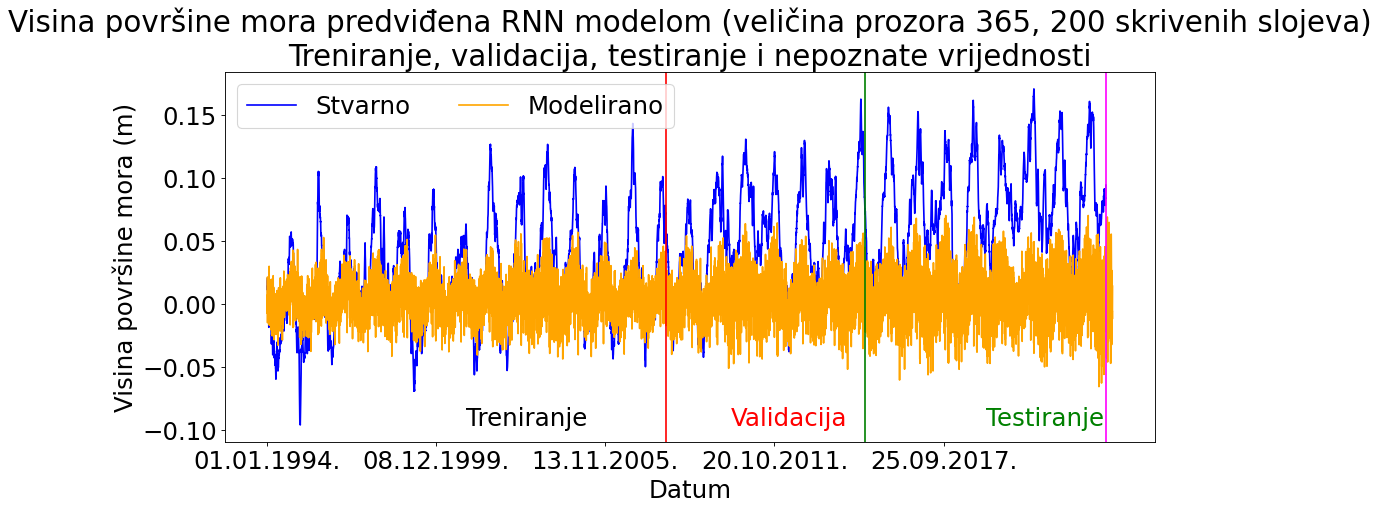 Visina površine mora predviđena RNN modelom (veličina prozora 365, 200 skrivenih slojeva)
Treniranje, validacija, testiranje i nepoznate vrijednosti
Stvarno Modelirano
Visina površine mora (m)
0.15
0.10
0.05
0.00
−0.05
−0.10
Treniranje Validacija Testiranje
01.01.1994. 08.12.1999. 13.11.2005. 20.10.2011. 25.09.2017.
Datum